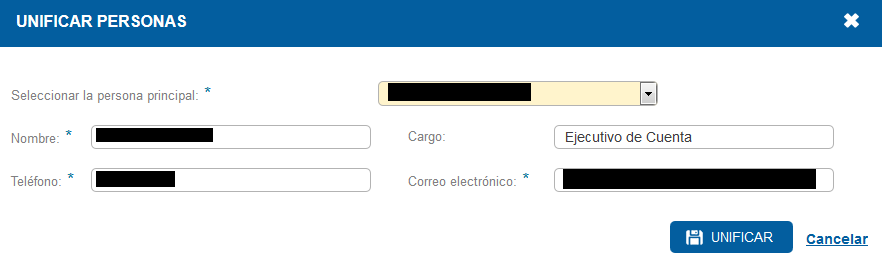 UNIFICAR PERSONAS
Seleccionar la persona principal: *
Nombre: * Cargo: Ejecutivo de Cuenta
Teléfono: * Correo electrónico: *
UNIFICAR Cancelar